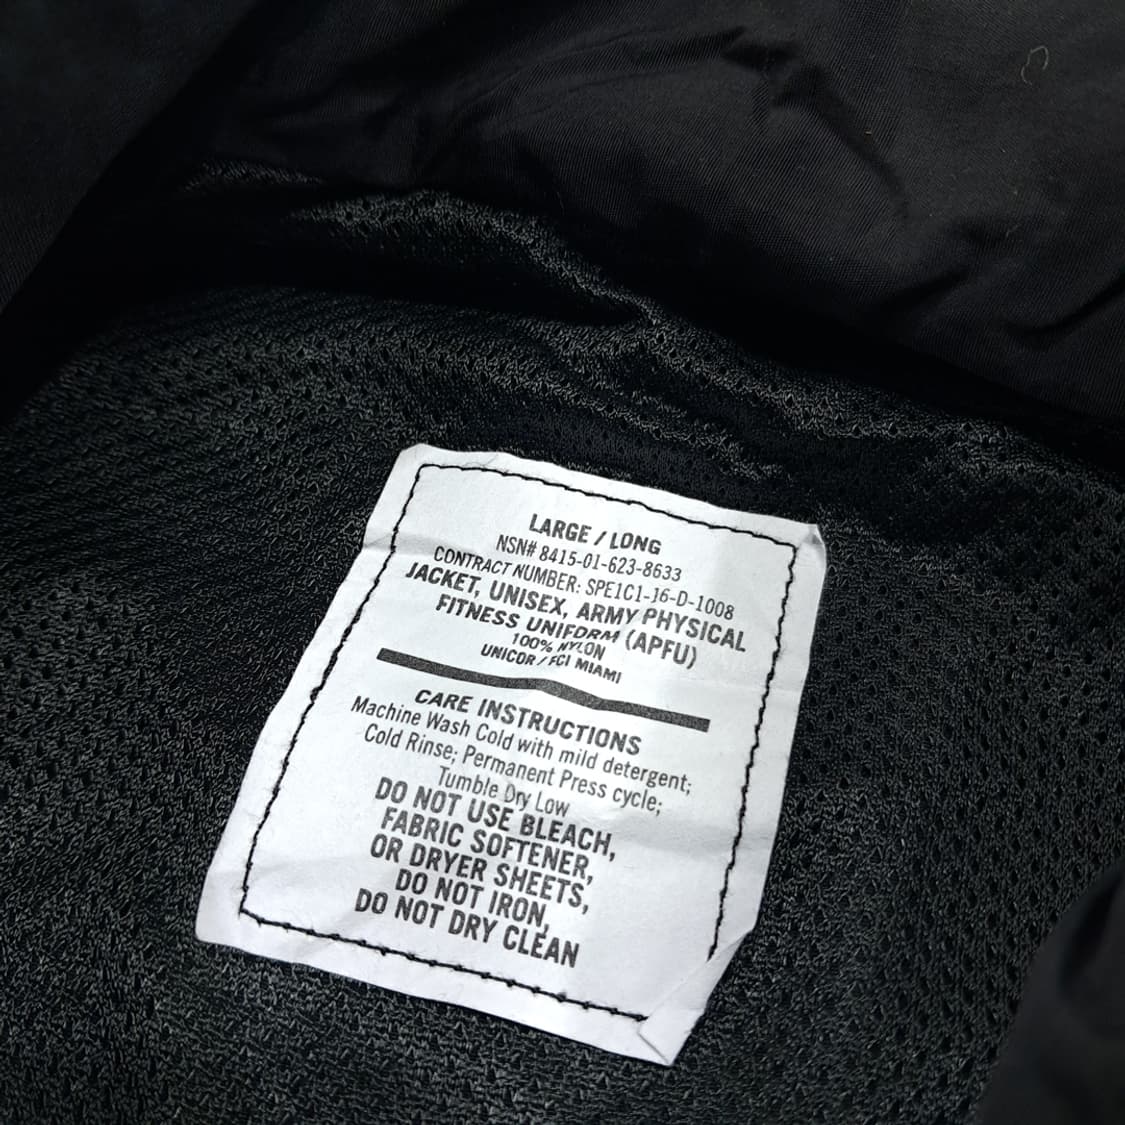 LARGE / LONG
NSN# 8415-01-623-8633
CONTRACT NUMBER: SPE1C1-16-D-1008
JACKET, UNISEX, ARMY PHYSICAL
FITNESS UNIFORM (APFU)
100% NYLON
UNICOR / FCI MIAMI
CARE INSTRUCTIONS
Machine Wash Cold with mild detergent;
Cold Rinse; Permanent Press cycle;
Tumble Dry Low
DO NOT USE BLEACH,
FABRIC SOFTENER,
OR DRYER SHEETS,
DO NOT IRON,
DO NOT DRY CLEAN